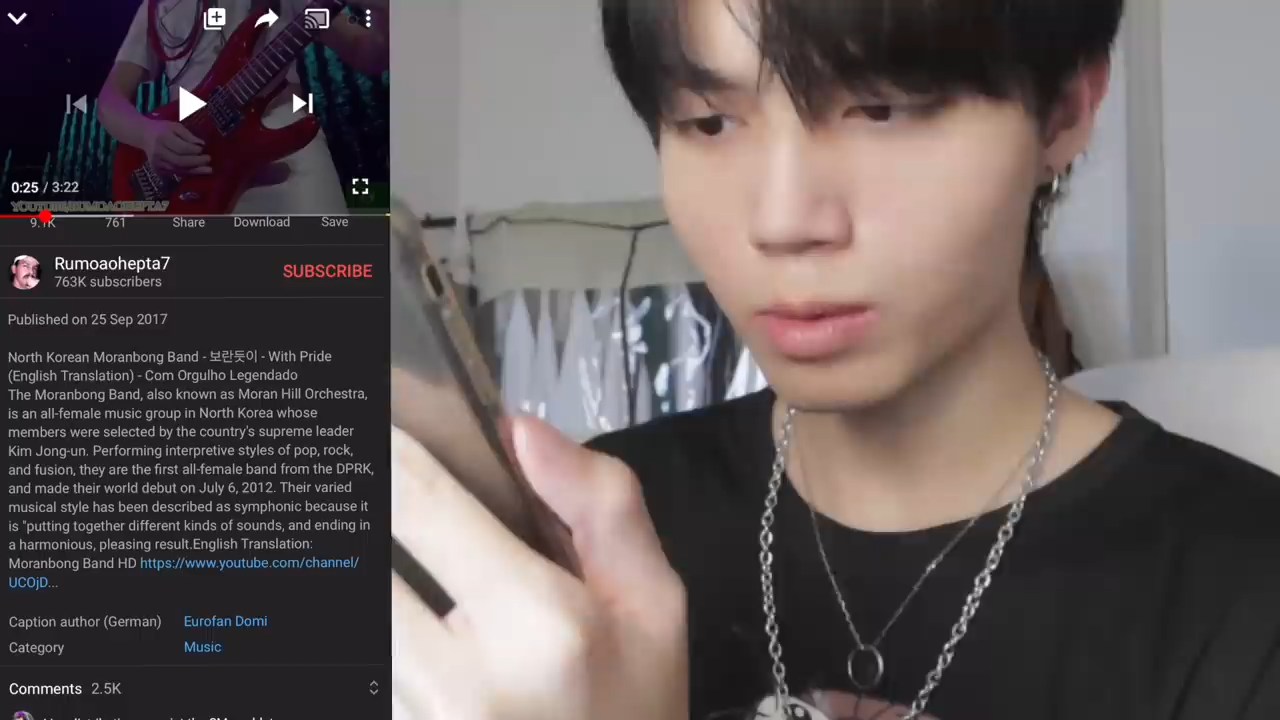 0:25 / 3:22
YOUTUBE/RUMOAOHEPTA7
9.1K 761 Share Download Save
Rumoaohepta7
763K subscribers
SUBSCRIBE
Published on 25 Sep 2017
North Korean Moranbong Band - 보란듯이 - With Pride
(English Translation) - Com Orgulho Legendado
The Moranbong Band, also known as Moran Hill Orchestra,
is an all-female music group in North Korea whose
members were selected by the country's supreme leader
Kim Jong-un. Performing interpretive styles of pop, rock,
and fusion, they are the first all-female band from the DPRK,
and made their world debut on July 6, 2012. Their varied
musical style has been described as symphonic because it
is "putting together different kinds of sounds, and ending in
a harmonious, pleasing result.English Translation:
Moranbong Band HD https://www.youtube.com/channel/
UCOjD...
Caption author (German) Eurofan Domi
Category Music
Comments 2.5K